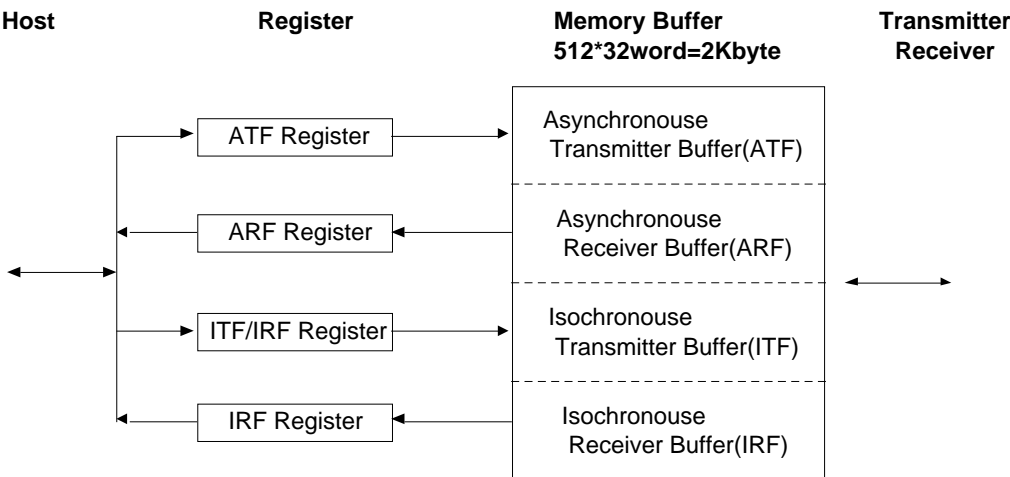 Host
Register
Memory Buffer
512*32word=2Kbyte
Transmitter
Receiver
ATF Register
Asynchronouse
Transmitter Buffer(ATF)
ARF Register
Asynchronouse
Receiver Buffer(ARF)
ITF/IRF Register
Isochronouse
Transmitter Buffer(ITF)
IRF Register
Isochronouse
Receiver Buffer(IRF)